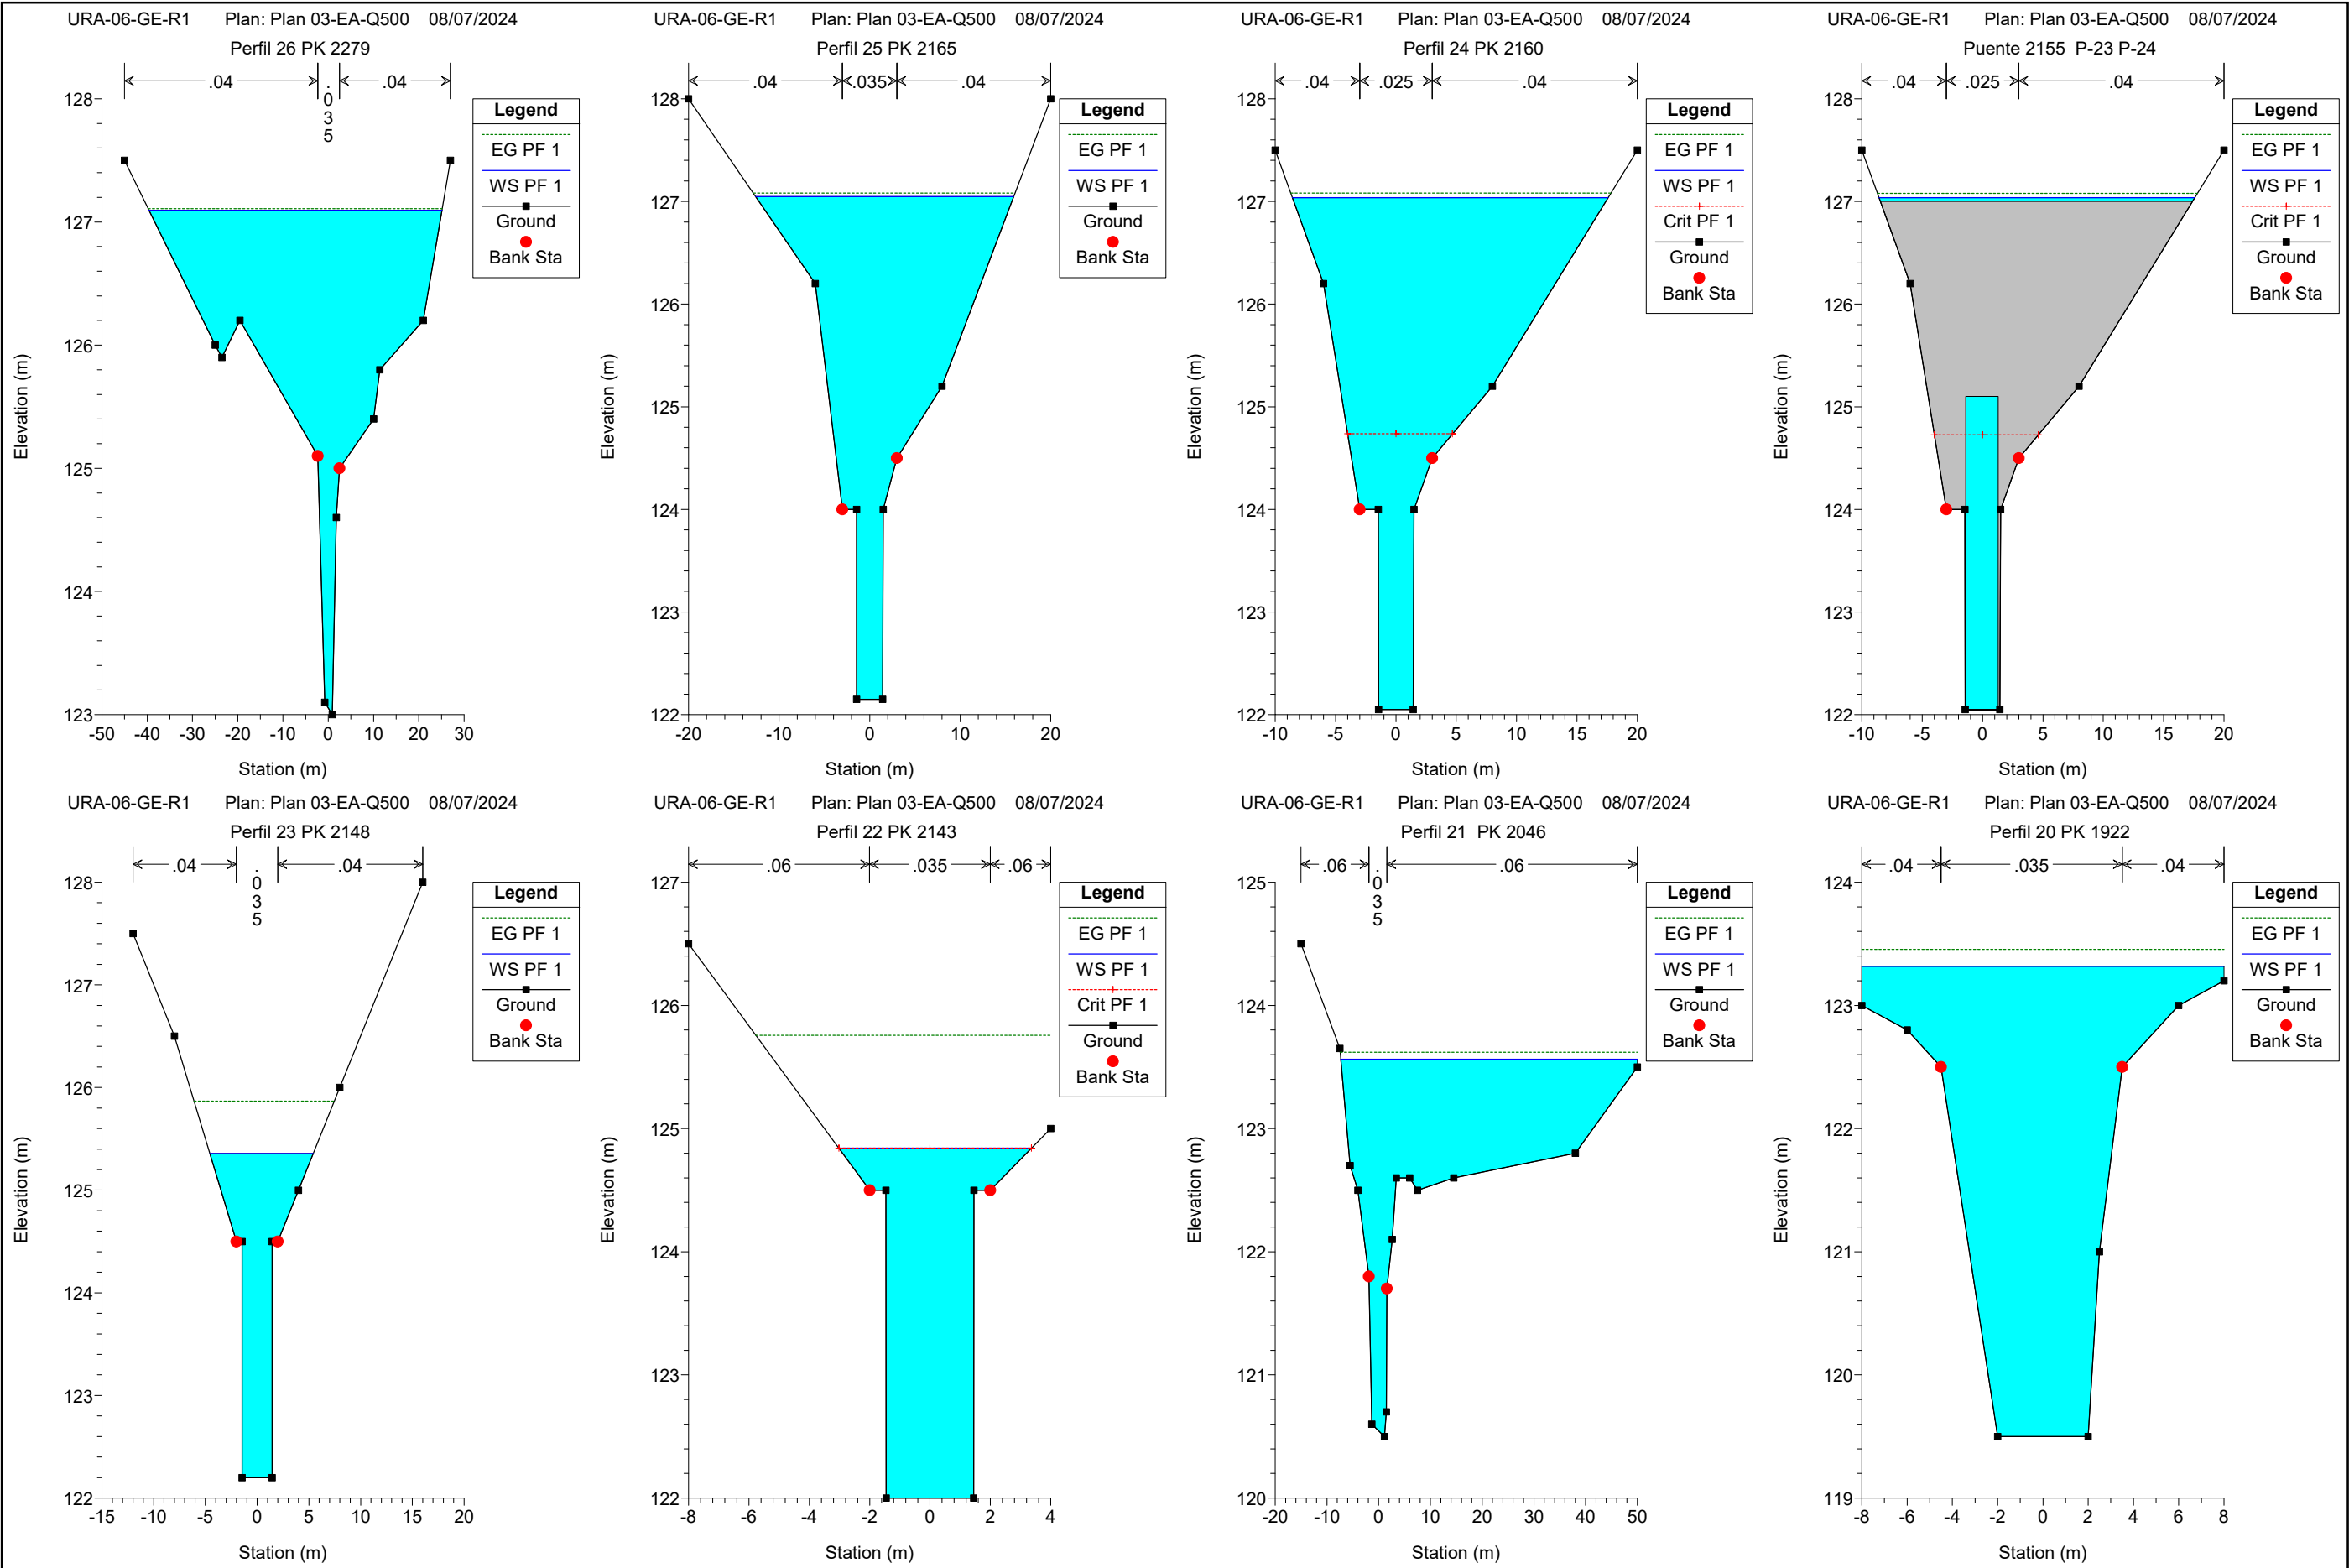 URA-06-GE-R1 Plan: Plan 03-EA-Q500 08/07/2024
Perfil 26 PK 2279
.04 .035 .04
Legend
EG PF 1
WS PF 1
Ground
Bank Sta
128
127
126
125
124
123
-50 -40 -30 -20 -10 0 10 20 30
Elevation (m)
Station (m)
URA-06-GE-R1 Plan: Plan 03-EA-Q500 08/07/2024
Perfil 25 PK 2165
.04 .035 .04
Legend
EG PF 1
WS PF 1
Ground
Bank Sta
128
127
126
125
124
123
122
-20 -10 0 10 20
Elevation (m)
Station (m)
URA-06-GE-R1 Plan: Plan 03-EA-Q500 08/07/2024
Perfil 24 PK 2160
.04 .025 .04
Legend
EG PF 1
WS PF 1
Crit PF 1
Ground
Bank Sta
128
127
126
125
124
123
122
-10 -5 0 5 10 15 20
Elevation (m)
Station (m)
URA-06-GE-R1 Plan: Plan 03-EA-Q500 08/07/2024
Puente 2155 P-23 P-24
.04 .025 .04
Legend
EG PF 1
WS PF 1
Crit PF 1
Ground
Bank Sta
128
127
126
125
124
123
122
-10 -5 0 5 10 15 20
Elevation (m)
Station (m)
URA-06-GE-R1 Plan: Plan 03-EA-Q500 08/07/2024
Perfil 23 PK 2148
.04 .035 .04
Legend
EG PF 1
WS PF 1
Ground
Bank Sta
128
127
126
125
124
123
122
-15 -10 -5 0 5 10 15 20
Elevation (m)
Station (m)
URA-06-GE-R1 Plan: Plan 03-EA-Q500 08/07/2024
Perfil 22 PK 2143
.06 .035 .06
Legend
EG PF 1
WS PF 1
Crit PF 1
Ground
Bank Sta
127
126
125
124
123
122
-8 -6 -4 -2 0 2 4
Elevation (m)
Station (m)
URA-06-GE-R1 Plan: Plan 03-EA-Q500 08/07/2024
Perfil 21 PK 2046
.06 .035 .06
Legend
EG PF 1
WS PF 1
Ground
Bank Sta
125
124
123
122
121
120
-20 -10 0 10 20 30 40 50
Elevation (m)
Station (m)
URA-06-GE-R1 Plan: Plan 03-EA-Q500 08/07/2024
Perfil 20 PK 1922
.04 .035 .04
Legend
EG PF 1
WS PF 1
Ground
Bank Sta
124
123
122
121
120
119
-8 -6 -4 -2 0 2 4 6 8
Elevation (m)
Station (m)